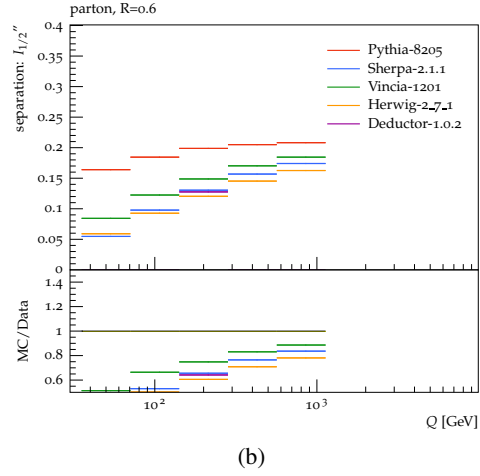 parton, R=0.6
separation: I₁/₂″
0.4
0.35
0.3
0.25
0.2
0.15
0.1
0.05
0
Pythia-8205
Sherpa-2.1.1
Vincia-1201
Herwig-2_7_1
Deductor-1.0.2
MC/Data
1.4
1.2
1
0.8
0.6
10²
10³
Q [GeV]
(b)